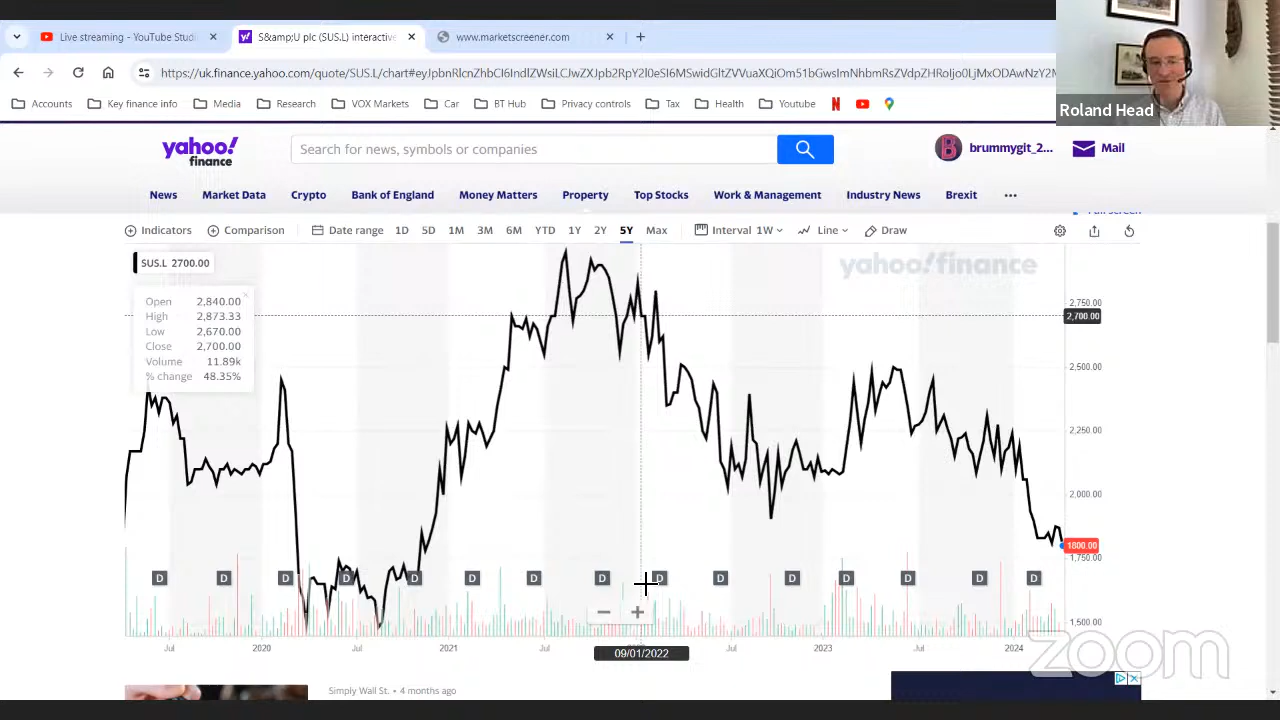 Live streaming - YouTube Studi
S&amp;U plc (SUS.L) interactive
www.marketscreener.com
https://uk.finance.yahoo.com/quote/SUS.L/chart#
Accounts Key finance info Media Research VOX Markets Car BT Hub Privacy controls Tax Health Youtube
Roland Head
yahoo!
finance
Search for news, symbols or companies
brummygit_2... Mail
News Market Data Crypto Bank of England Money Matters Property Top Stocks Work & Management Industry News Brexit ...
Full screen
Indicators Comparison Date range 1D 5D 1M 3M 6M YTD 1Y 2Y 5Y Max Interval 1W Line Draw
SUS.L 2700.00
yahoo!finance
Open 2,840.00
High 2,873.33
Low 2,670.00
Close 2,700.00
Volume 11.89k
% change 48.35%
2,750.00
2,700.00
2,500.00
2,250.00
2,000.00
1800.00
1,750.00
1,500.00
D D D D D D D D D D D D D D D
Jul 2020 Jul 2021 Jul Jul 2023 Jul 2024
09/01/2022
zoom
Simply Wall St. • 4 months ago